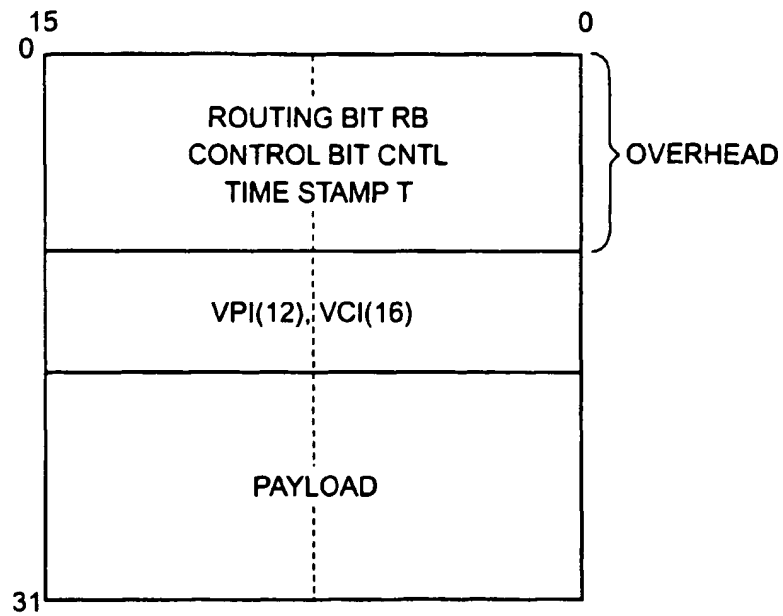 15 0
0
ROUTING BIT RB
CONTROL BIT CNTL
TIME STAMP T
OVERHEAD
VPI(12), VCI(16)
PAYLOAD
31